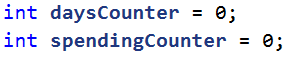 int daysCounter = 0;
int spendingCounter = 0;